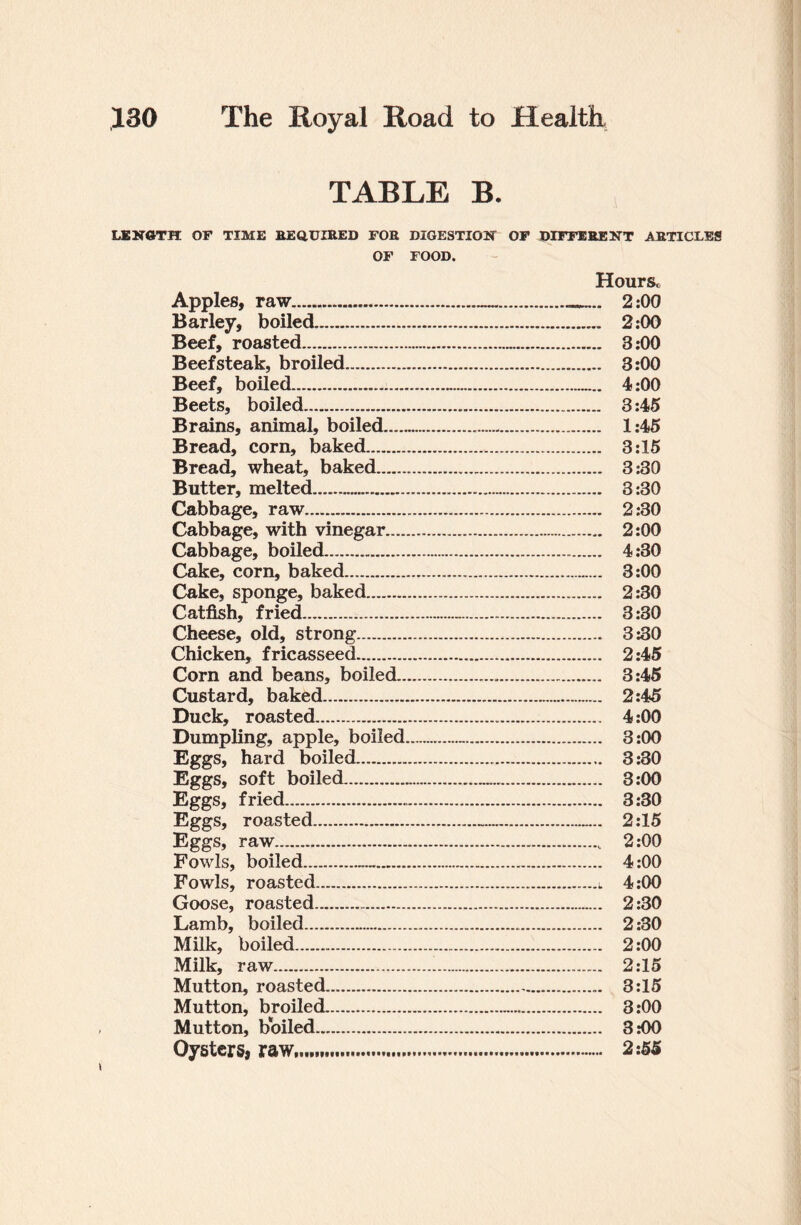 130 The Royal Road to Health
TABLE B.
LENGTH OF TIME REQUIRED FOR DIGESTION OF DIFFERENT ARTICLES
OF FOOD.
Hours.
Apples, raw 2:00
Barley, boiled 2:00
Beef, roasted 3:00
Beefsteak, broiled 3:00
Beef, boiled 4:00
Beets, boiled 3:45
Brains, animal, boiled 1:45
Bread, corn, baked 3:15
Bread, wheat, baked 3:30
Butter, melted 3:30
Cabbage, raw 2:30
Cabbage, with vinegar 2:00
Cabbage, boiled 4:30
Cake, corn, baked 3:00
Cake, sponge, baked 2:30
Catfish, fried 3:30
Cheese, old, strong 3:30
Chicken, fricasseed 2:45
Corn and beans, boiled 3:45
Custard, baked 2:45
Duck, roasted 4:00
Dumpling, apple, boiled 3:00
Eggs, hard boiled 3:30
Eggs, soft boiled 3:00
Eggs, fried 3:30
Eggs, roasted 2:15
Eggs, raw 2:00
Fowls, boiled 4:00
Fowls, roasted 4:00
Goose, roasted 2:30
Lamb, boiled 2:30
Milk, boiled 2:00
Milk, raw 2:15
Mutton, roasted 3:15
Mutton, broiled 3:00
Mutton, boiled 3:00
Oysters, raw 2:55